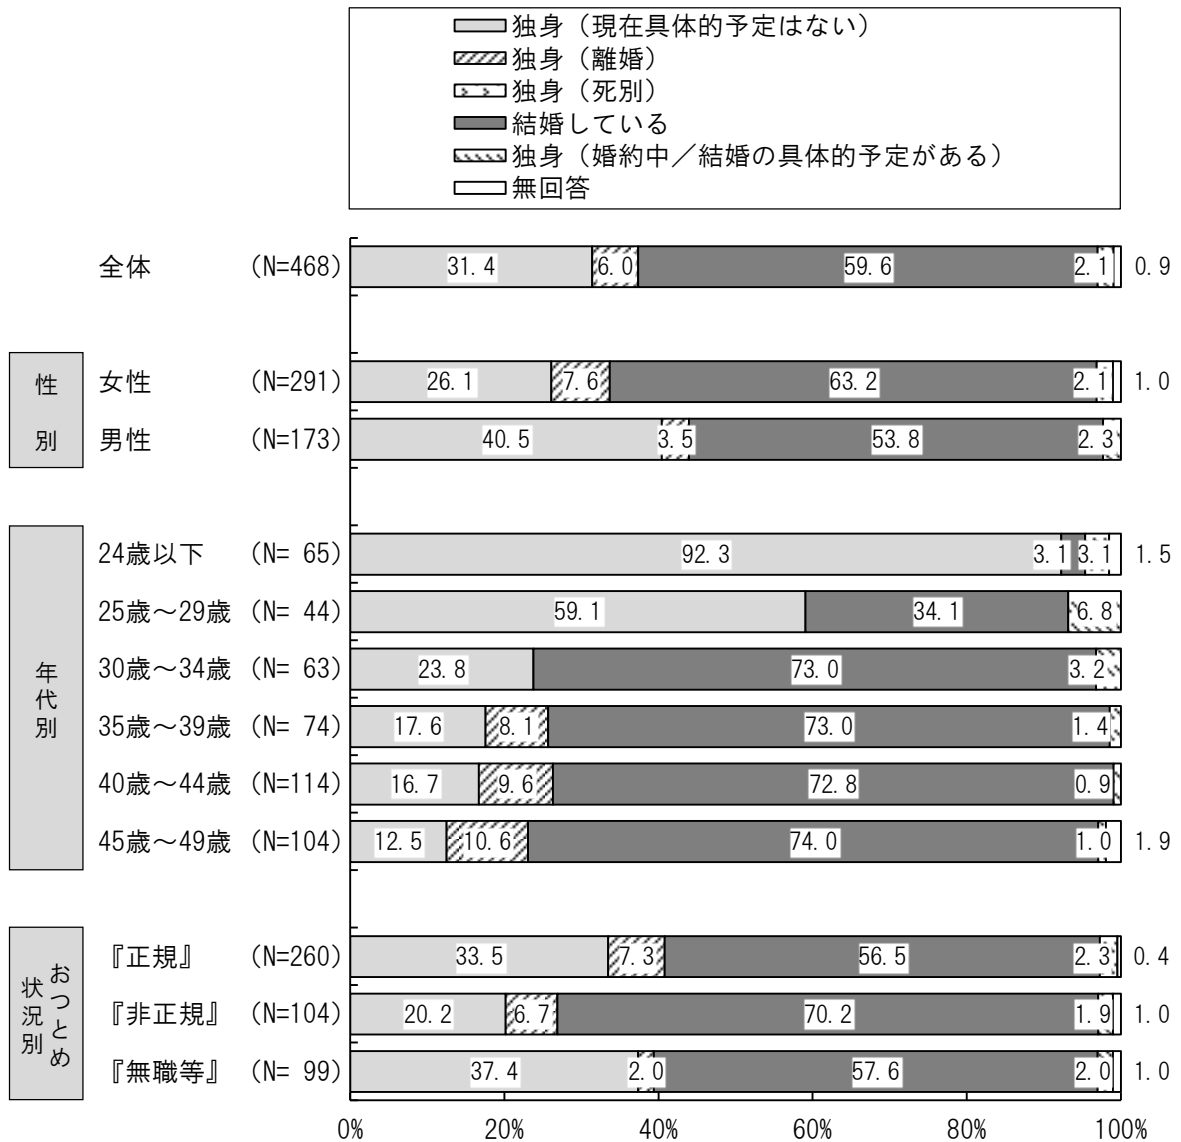 独身（現在具体的予定はない）
独身（離婚）
独身（死別）
結婚している
独身（婚約中／結婚の具体的予定がある）
無回答
全体 (N=468) 31.4 6.0 59.6 2.1 0.9
性別
女性 (N=291) 26.1 7.6 63.2 2.1 1.0
男性 (N=173) 40.5 3.5 53.8 2.3
年代別
24歳以下 (N= 65) 92.3 3.1 3.1 1.5
25歳～29歳 (N= 44) 59.1 34.1 6.8
30歳～34歳 (N= 63) 23.8 73.0 3.2
35歳～39歳 (N= 74) 17.6 8.1 73.0 1.4
40歳～44歳 (N=114) 16.7 9.6 72.8 0.9
45歳～49歳 (N=104) 12.5 10.6 74.0 1.0 1.9
おつとめ
状況別
『正規』 (N=260) 33.5 7.3 56.5 2.3 0.4
『非正規』 (N=104) 20.2 6.7 70.2 1.9 1.0
『無職等』 (N= 99) 37.4 2.0 57.6 2.0 1.0
0% 20% 40% 60% 80% 100%